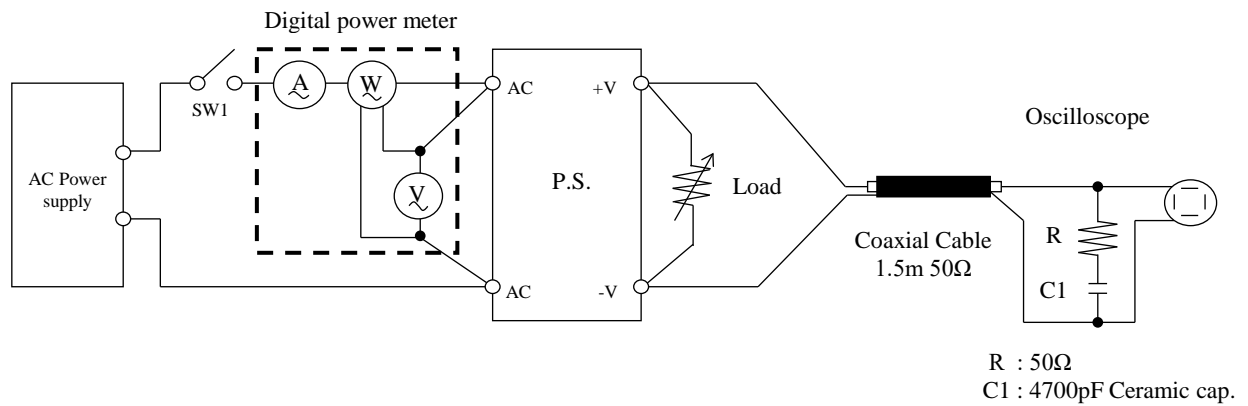 Digital power meter
A
W
SW1
AC
+V
Oscilloscope
AC Power
supply
V
P.S.
Load
Coaxial Cable
1.5m 50Ω
R
C1
AC
-V
R : 50Ω
C1 : 4700pF Ceramic cap.